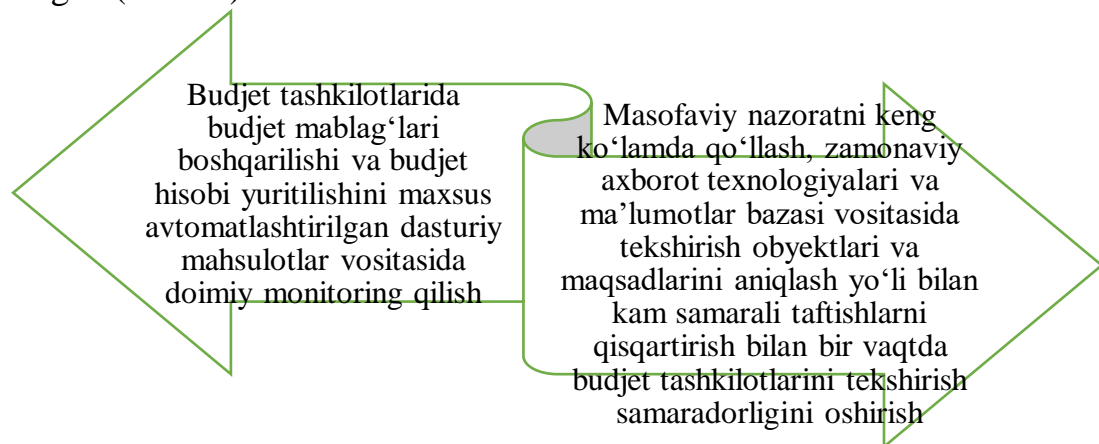 Budjet tashkilotlarida
budjet mablag‘lari
boshqarilishi va budjet
hisobi yuritilishini maxsus
avtomatlashtirilgan dasturiy
mahsulotlar vositasida
doimiy monitoring qilish
Masofaviy nazoratni keng
ko‘lamda qo‘llash, zamonaviy
axborot texnologiyalari va
ma’lumotlar bazasi vositasida
tekshirish obyektlari va
maqsadlarini aniqlash yo‘li bilan
kam samarali taftishlarni
qisqartirish bilan bir vaqtda
budjet tashkilotlarini tekshirish
samaradorligini oshirish